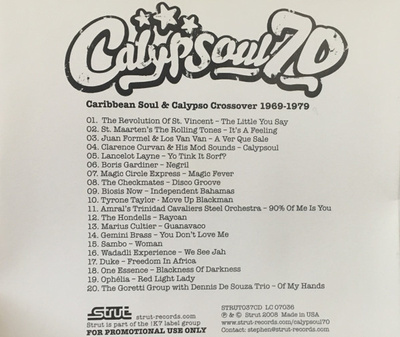 Calypsoul 70
Caribbean Soul & Calypso Crossover 1969-1979
01. The Revolution Of St. Vincent – The Little You Say
02. St. Maarten's The Rolling Tones – It's A Feeling
03. Juan Formel & Los Van Van – A Ver Que Sale
04. Clarence Curvan & His Mod Sounds – Calypsoul
05. Lancelot Layne – Yo Tink It Sorf?
06. Boris Gardiner – Negril
07. Magic Circle Express – Magic Fever
08. The Checkmates – Disco Groove
09. Biosis Now – Independent Bahamas
10. Tyrone Taylor - Move Up Blackman
11. Amral's Trinidad Cavaliers Steel Orchestra – 90% Of Me Is You
12. The Hondells – Raycan
13. Marius Cultier – Guanavaco
14. Gemini Brass – You Don't Love Me
15. Sambo – Woman
16. Wadadli Experience – We See Jah
17. Duke – Freedom In Africa
18. One Essence – Blackness Of Darkness
19. Ophélia – Red Light Lady
20. The Goretti Group with Dennis De Souza Trio - Of My Hands
Strut strut-records.com
Strut is part of the !K7 label group
FOR PROMOTIONAL USE ONLY
STRUT037CD LC 07036
℗ & © Strut 2008 Made in USA
www.strut-records.com/calypsoul70
Contact: stephen@strut-records.com